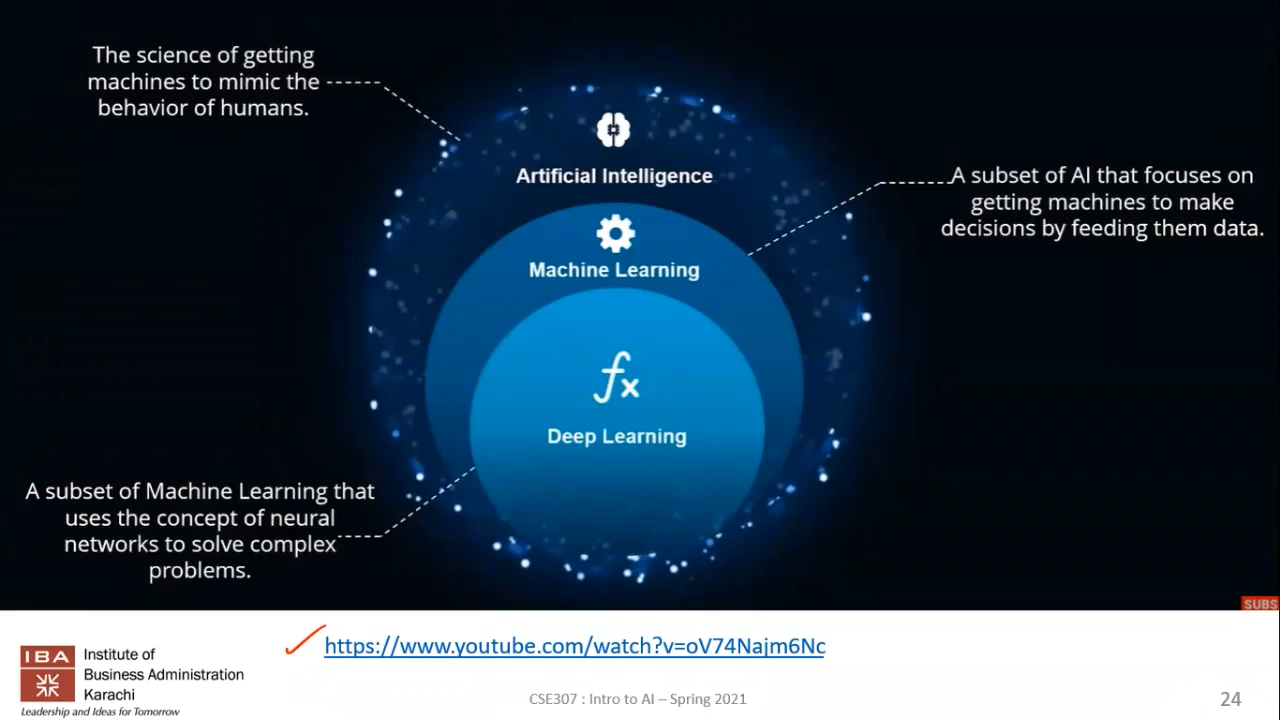 The science of getting
machines to mimic the
behavior of humans.
Artificial Intelligence
A subset of AI that focuses on
getting machines to make
decisions by feeding them data.
Machine Learning
fx
Deep Learning
A subset of Machine Learning that
uses the concept of neural
networks to solve complex
problems.
SUBS
https://www.youtube.com/watch?v=oV74Najm6Nc
IBA
Institute of
Business Administration
Karachi
Leadership and Ideas for Tomorrow
CSE307 : Intro to AI – Spring 2021
24